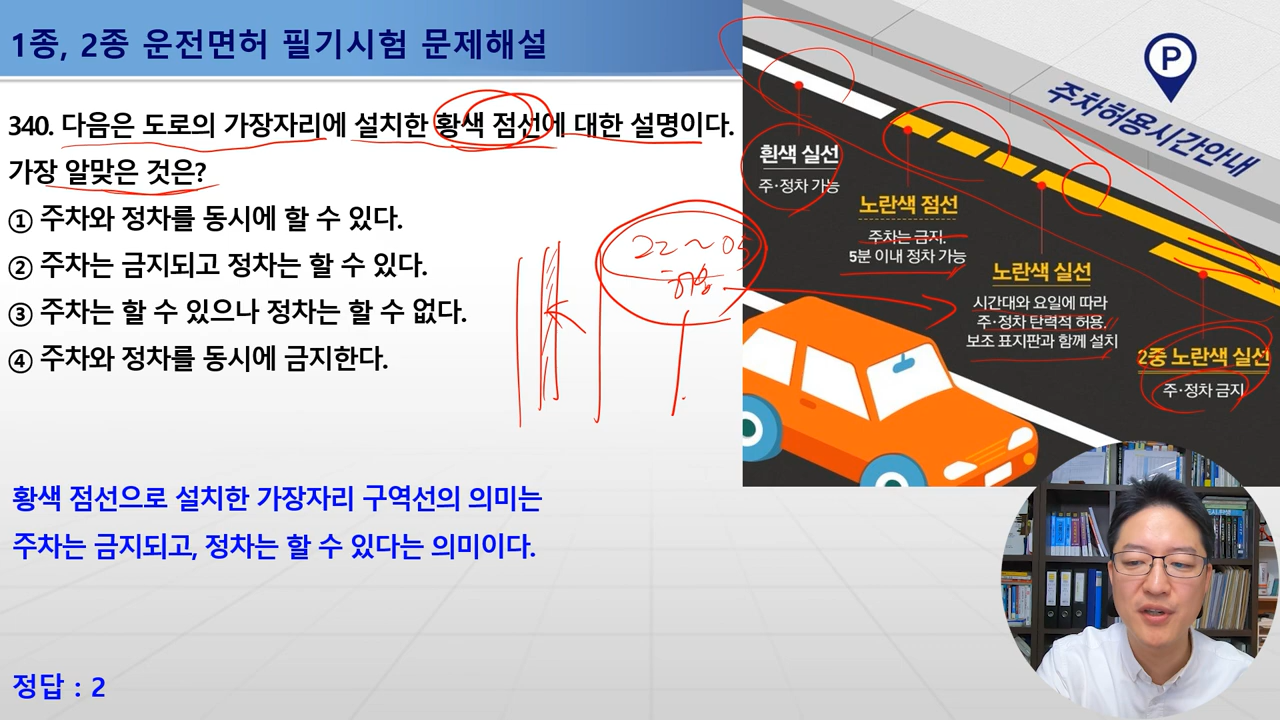 1종, 2종 운전면허 필기시험 문제해설
340. 다음은 도로의 가장자리에 설치한 황색 점선에 대한 설명이다.
가장 알맞은 것은?
① 주차와 정차를 동시에 할 수 있다.
② 주차는 금지되고 정차는 할 수 있다.
③ 주차는 할 수 있으나 정차는 할 수 없다.
④ 주차와 정차를 동시에 금지한다.
22 ~ 05
허용
황색 점선으로 설치한 가장자리 구역선의 의미는
주차는 금지되고, 정차는 할 수 있다는 의미이다.
정답 : 2
P
주차허용시간안내
흰색 실선
주·정차 가능
노란색 점선
주차는 금지.
5분 이내 정차 가능
노란색 실선
시간대와 요일에 따라
주·정차 탄력적 허용.
보조 표지판과 함께 설치
2중 노란색 실선
주·정차 금지